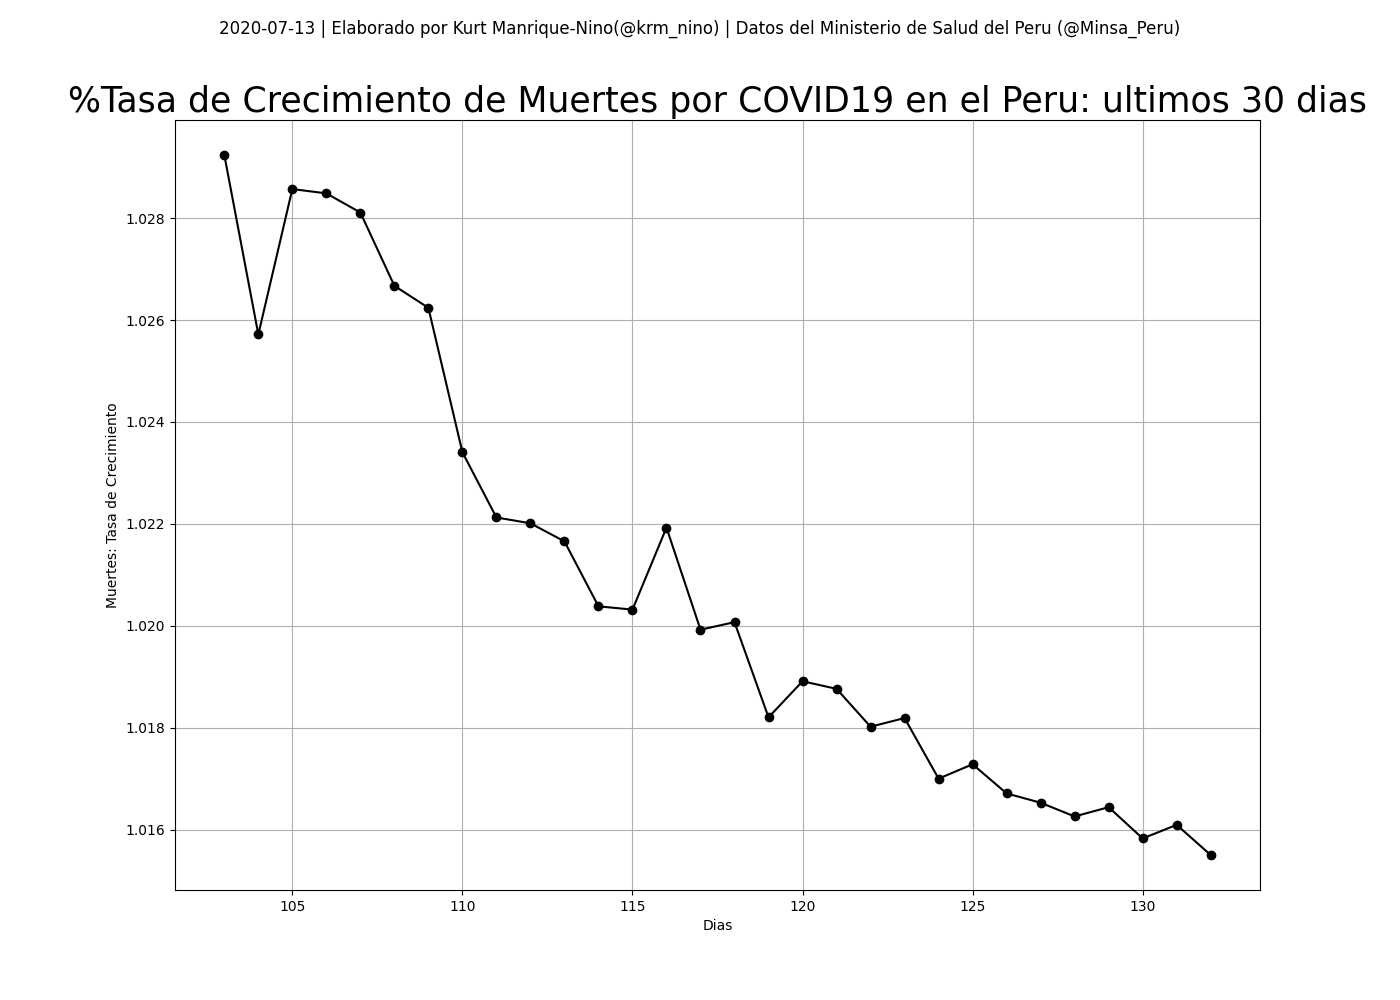 2020-07-13 | Elaborado por Kurt Manrique-Nino(@krm_nino) | Datos del Ministerio de Salud del Peru (@Minsa_Peru)
%Tasa de Crecimiento de Muertes por COVID19 en el Peru: ultimos 30 dias
Muertes: Tasa de Crecimiento
1.028
1.026
1.024
1.022
1.020
1.018
1.016
105 110 115 120 125 130
Dias